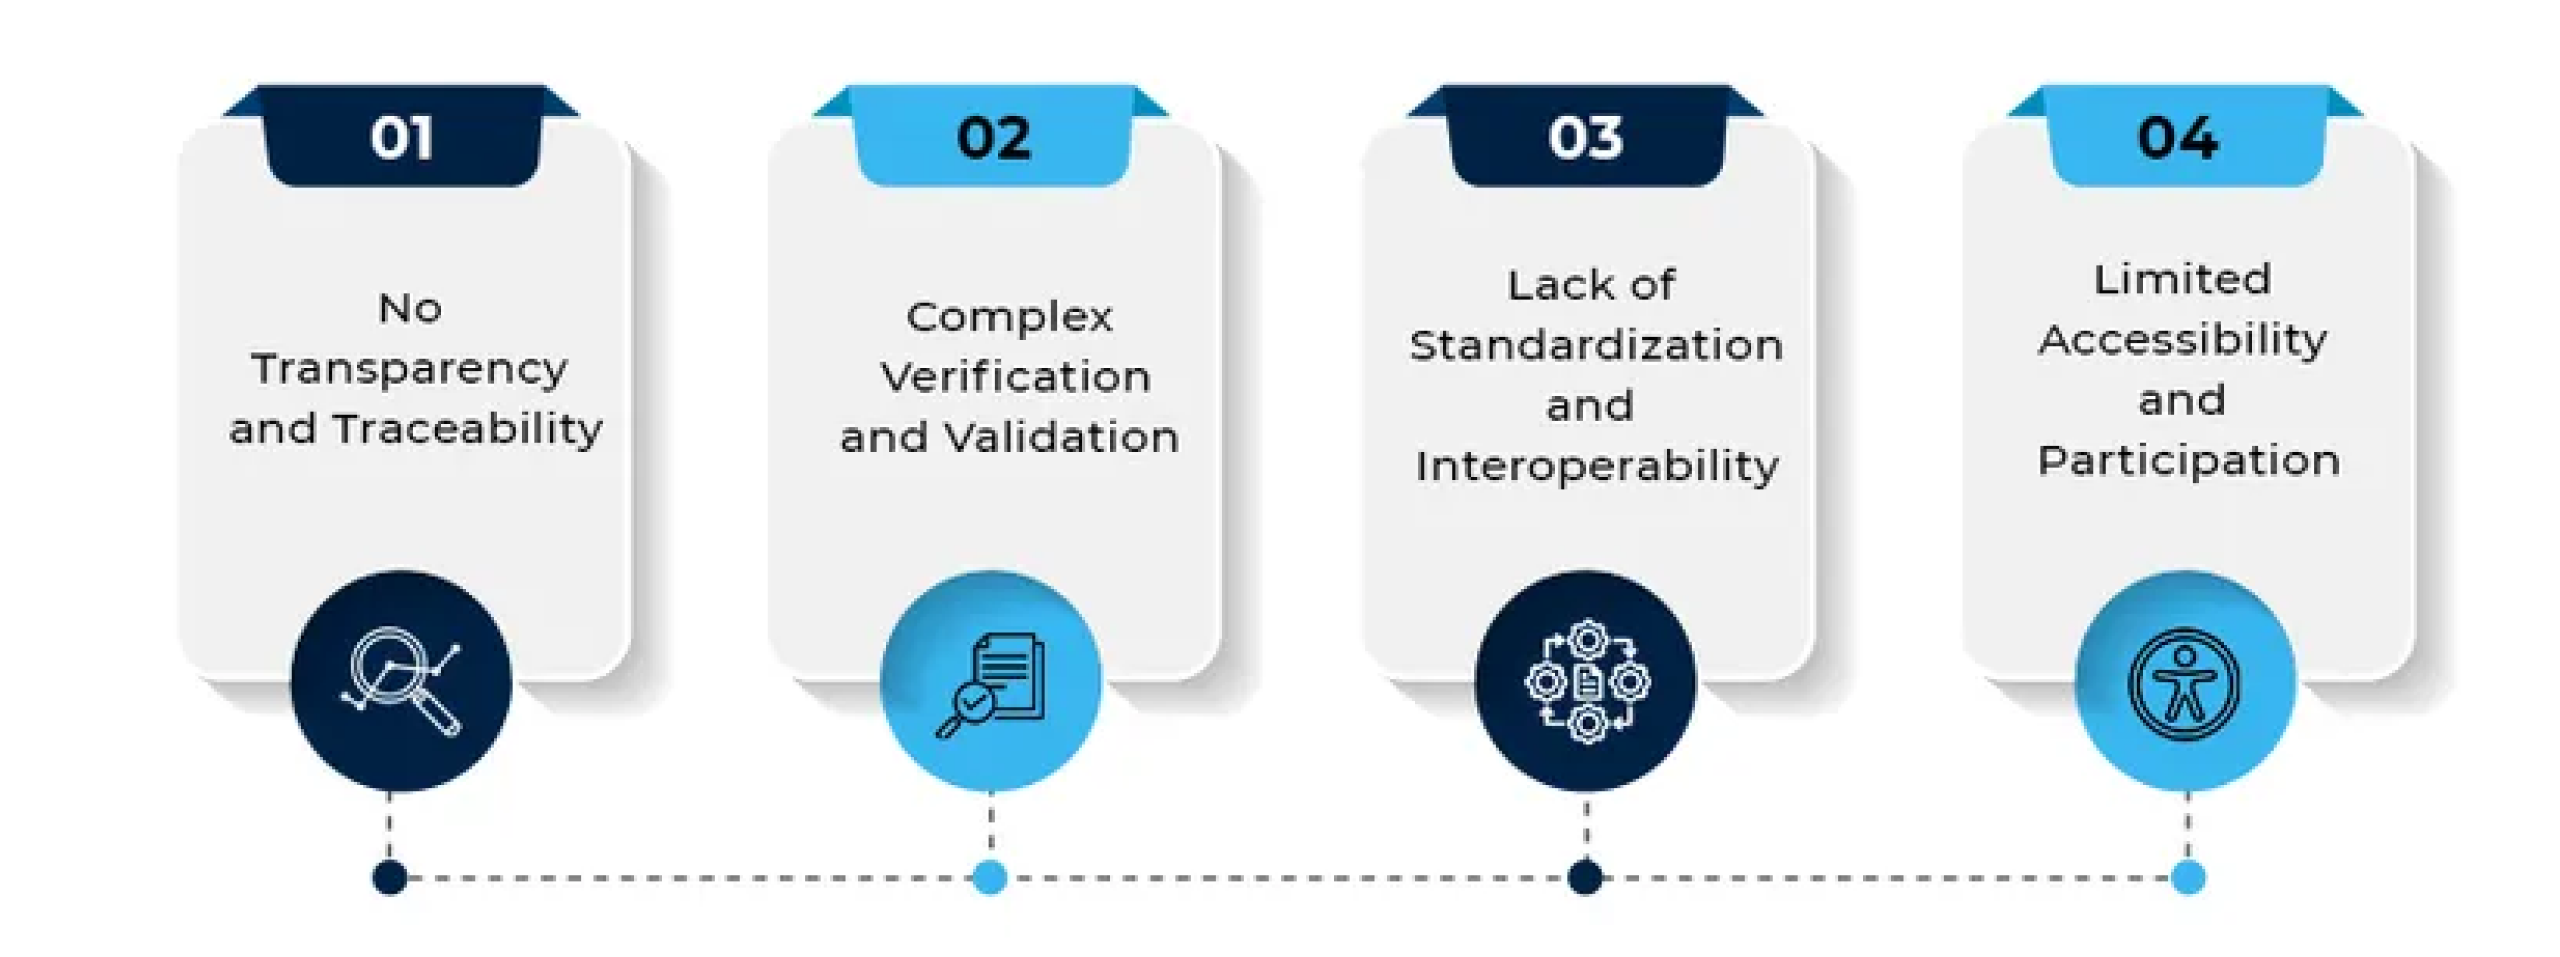 01
No
Transparency
and Traceability
02
Complex
Verification
and Validation
03
Lack of
Standardization
and
Interoperability
04
Limited
Accessibility
and
Participation